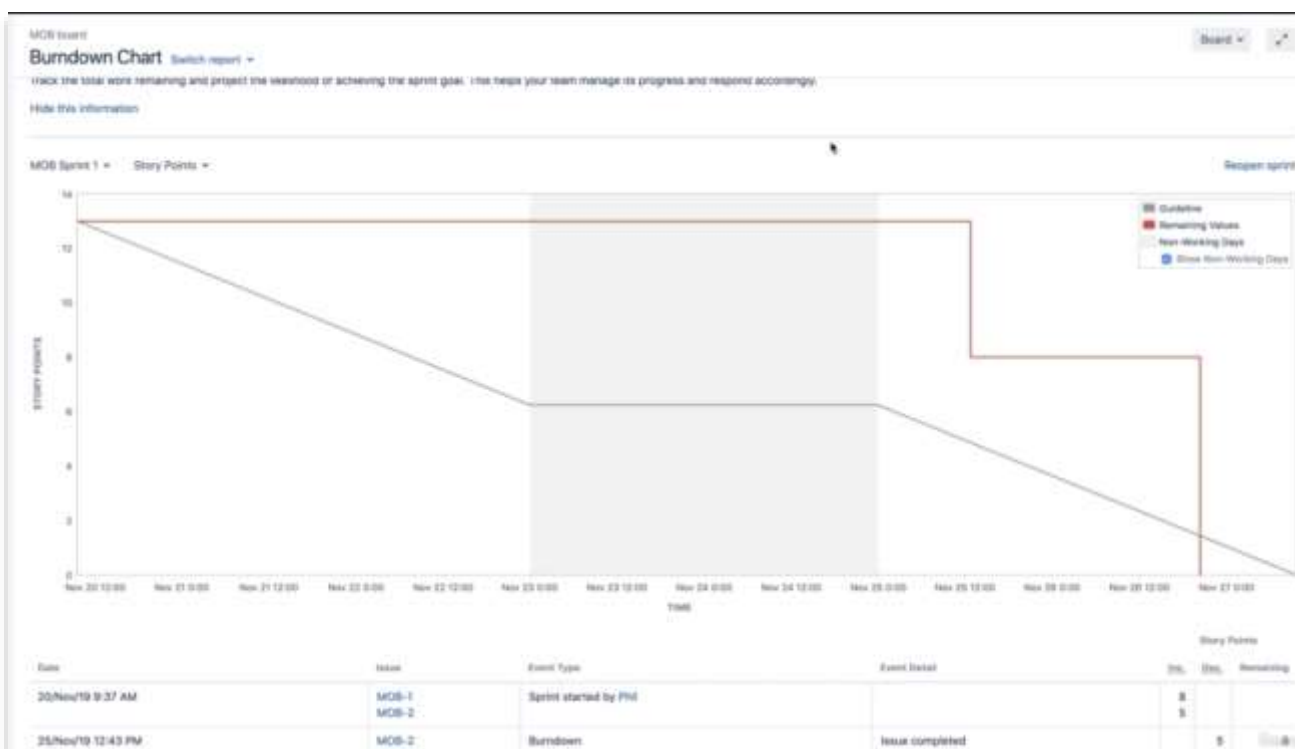 MOB board
Board
Burndown Chart Switch report
Track the total work remaining and project the likelihood of achieving the sprint goal. This helps your team manage its progress and respond accordingly.
Hide this information
MOB Sprint 1 Story Points
Reopen sprint
14
Guideline
Remaining Values
Non-Working Days
Show Non-Working Days
12
10
8
6
4
2
0
STORY POINTS
Nov 20 12:00 Nov 21 0:00 Nov 21 12:00 Nov 22 0:00 Nov 22 12:00 Nov 23 0:00 Nov 23 12:00 Nov 24 0:00 Nov 24 12:00 Nov 25 0:00 Nov 25 12:00 Nov 26 0:00 Nov 26 12:00 Nov 27 0:00
TIME
Story Points
Date Issue Event Type Event Detail Inc. Dec. Remaining
20/Nov/19 9:37 AM MOB-1 Sprint started by Phil 8
MOB-2 5
25/Nov/19 12:43 PM MOB-2 Burndown Issue completed 5 8